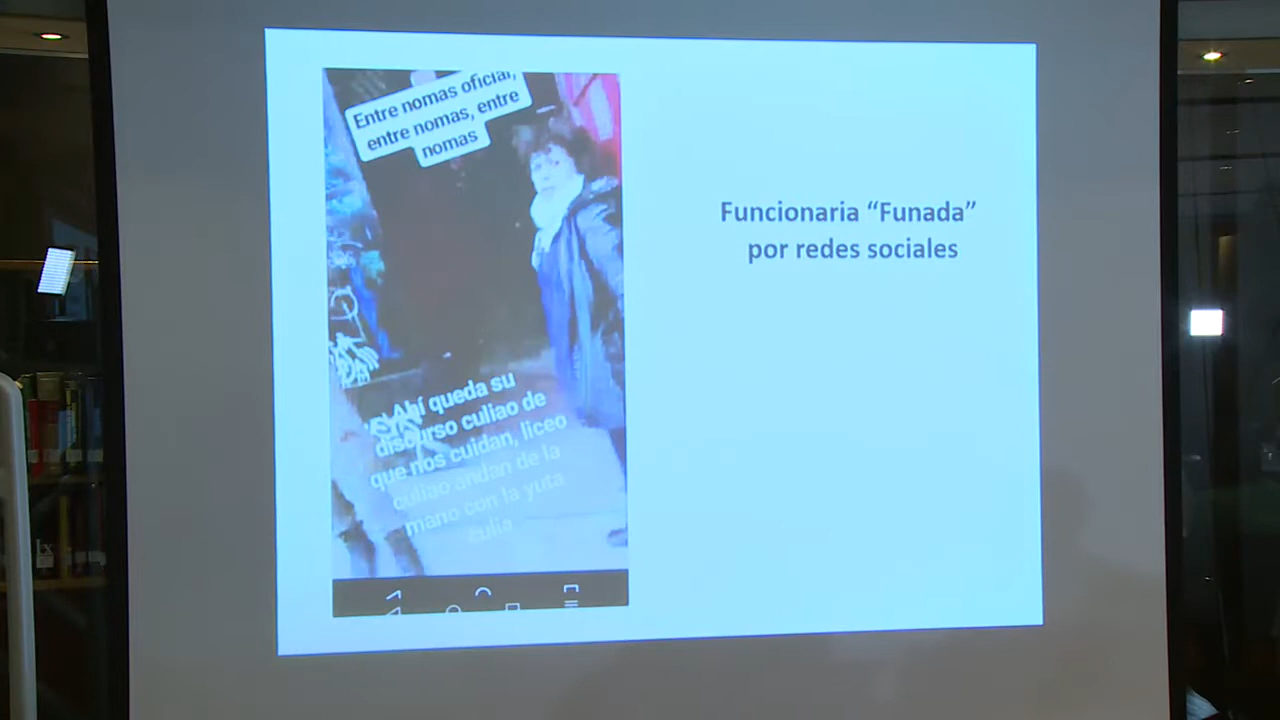 Entre nomas oficial,
entre nomas, entre
nomas
Funcionaria “Funada”
por redes sociales
Ahí queda su
discurso culiao de
que nos cuidan, liceo
culiao andan de la
mano con la yuta
culia